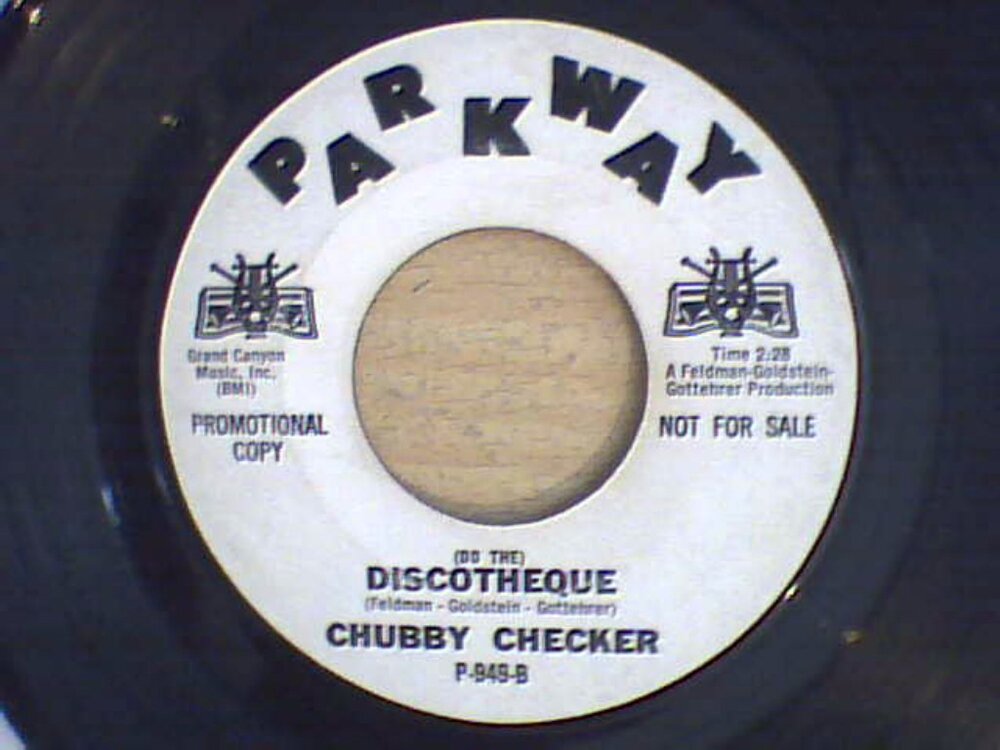 PARKWAY
Grand Canyon
Music, Inc.
(BMI)
PROMOTIONAL
COPY
Time 2:28
A Feldman-Goldstein-
Gottehrer Production
NOT FOR SALE
(DO THE)
DISCOTHEQUE
(Feldman - Goldstein - Gottehrer)
CHUBBY CHECKER
P-949-B